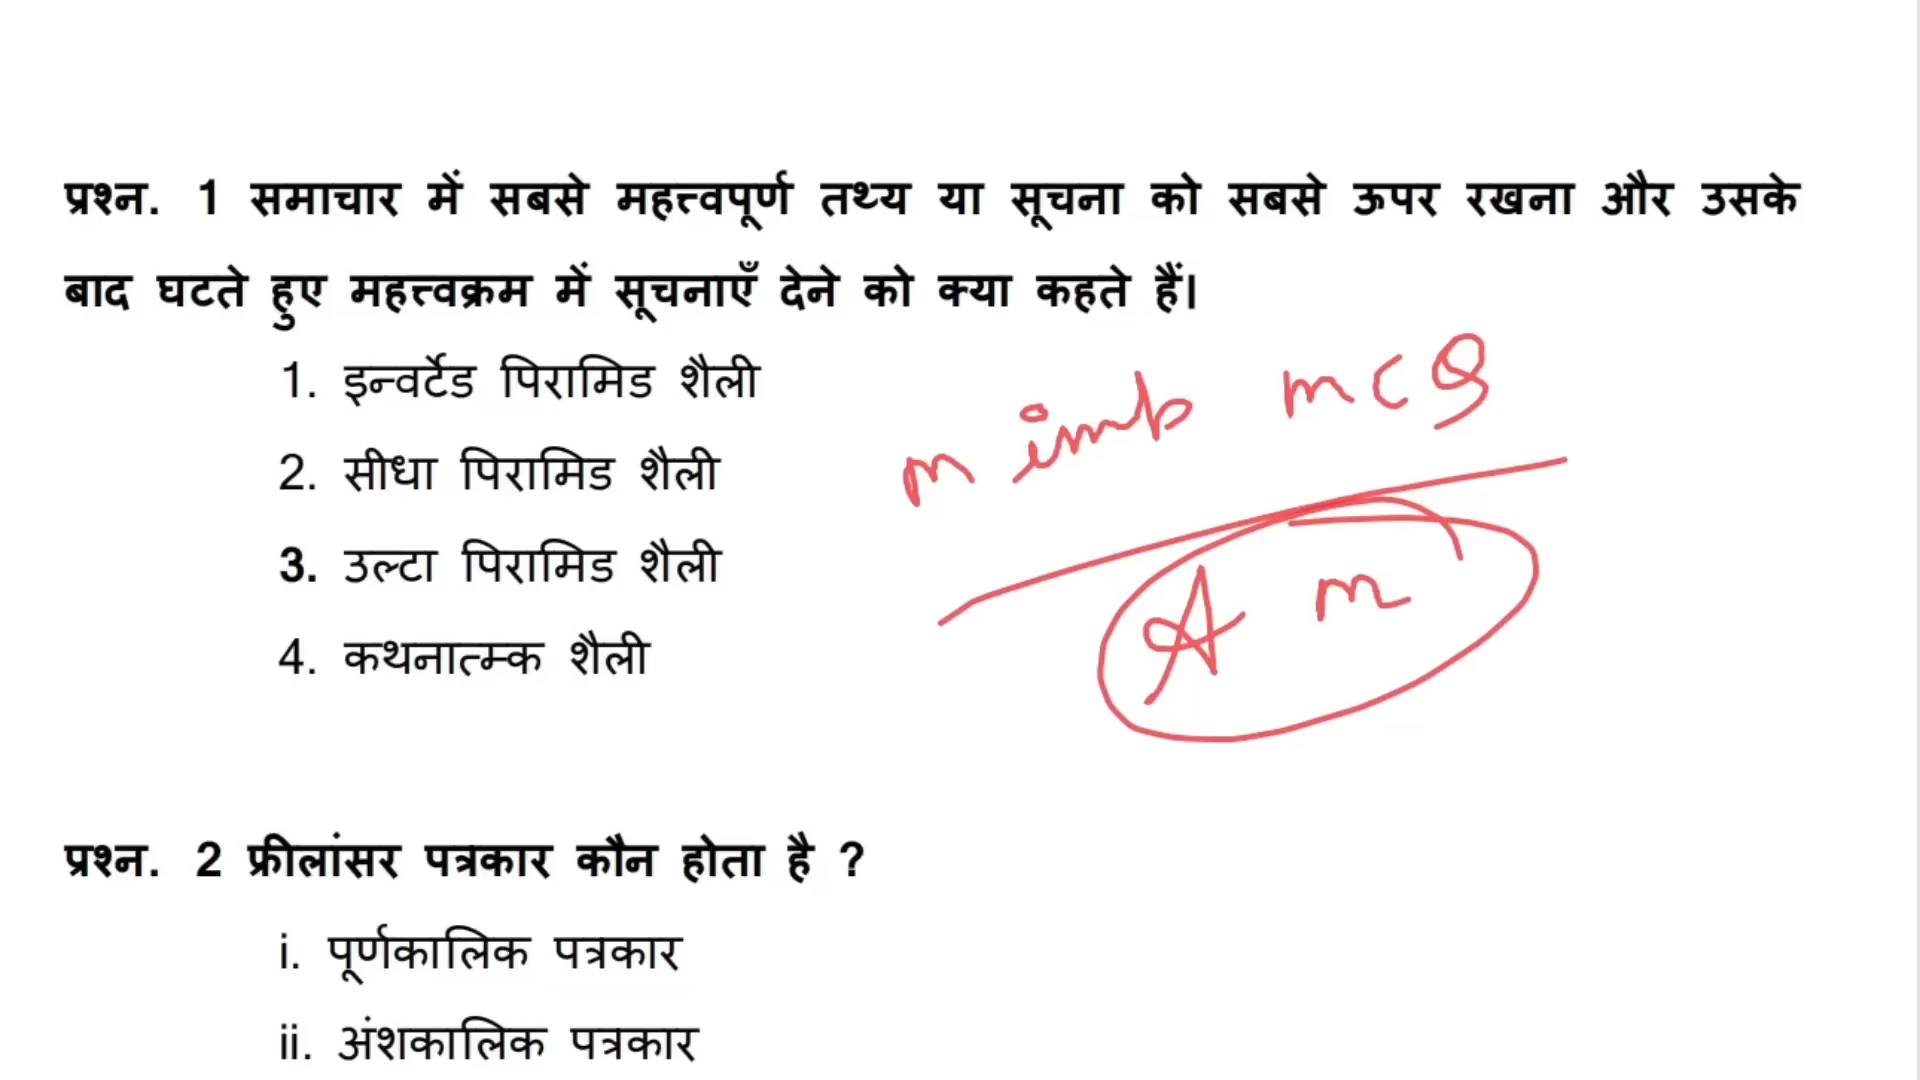 प्रश्न. 1 समाचार में सबसे महत्त्वपूर्ण तथ्य या सूचना को सबसे ऊपर रखना और उसके
बाद घटते हुए महत्त्वक्रम में सूचनाएँ देने को क्या कहते हैं।
1. इन्वर्टेड पिरामिड शैली
2. सीधा पिरामिड शैली
3. उल्टा पिरामिड शैली
4. कथनात्म्क शैली
m imp mcQ
A m
प्रश्न. 2 फ्रीलांसर पत्रकार कौन होता है ?
i. पूर्णकालिक पत्रकार
ii. अंशकालिक पत्रकार